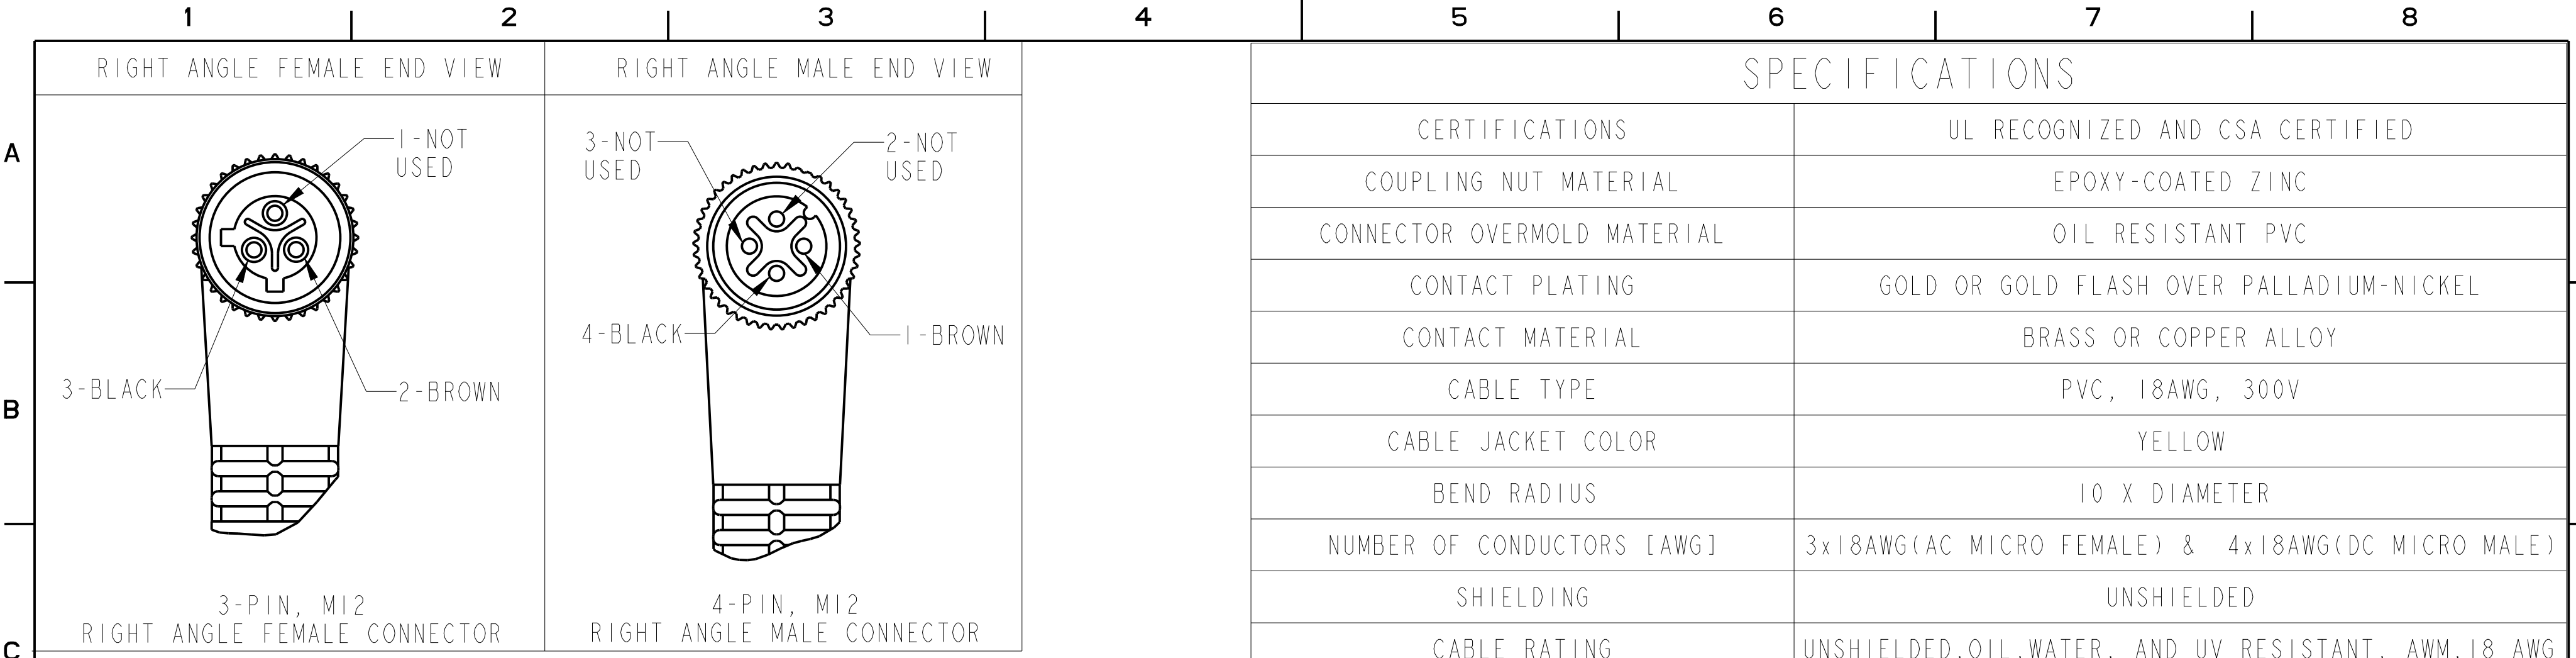 1 2 3 4 5 6 7 8
RIGHT ANGLE FEMALE END VIEW
RIGHT ANGLE MALE END VIEW
A
1-NOT
USED
3-BLACK
2-BROWN
3-PIN, M12
RIGHT ANGLE FEMALE CONNECTOR
3-NOT
USED
2-NOT
USED
4-BLACK
1-BROWN
4-PIN, M12
RIGHT ANGLE MALE CONNECTOR
B
C
SPECIFICATIONS
CERTIFICATIONS UL RECOGNIZED AND CSA CERTIFIED
COUPLING NUT MATERIAL EPOXY-COATED ZINC
CONNECTOR OVERMOLD MATERIAL OIL RESISTANT PVC
CONTACT PLATING GOLD OR GOLD FLASH OVER PALLADIUM-NICKEL
CONTACT MATERIAL BRASS OR COPPER ALLOY
CABLE TYPE PVC, 18AWG, 300V
CABLE JACKET COLOR YELLOW
BEND RADIUS 10 X DIAMETER
NUMBER OF CONDUCTORS [AWG] 3x18AWG(AC MICRO FEMALE) & 4x18AWG(DC MICRO MALE)
SHIELDING UNSHIELDED
CABLE RATING UNSHIELDED,OIL,WATER, AND UV RESISTANT, AWM,18 AWG